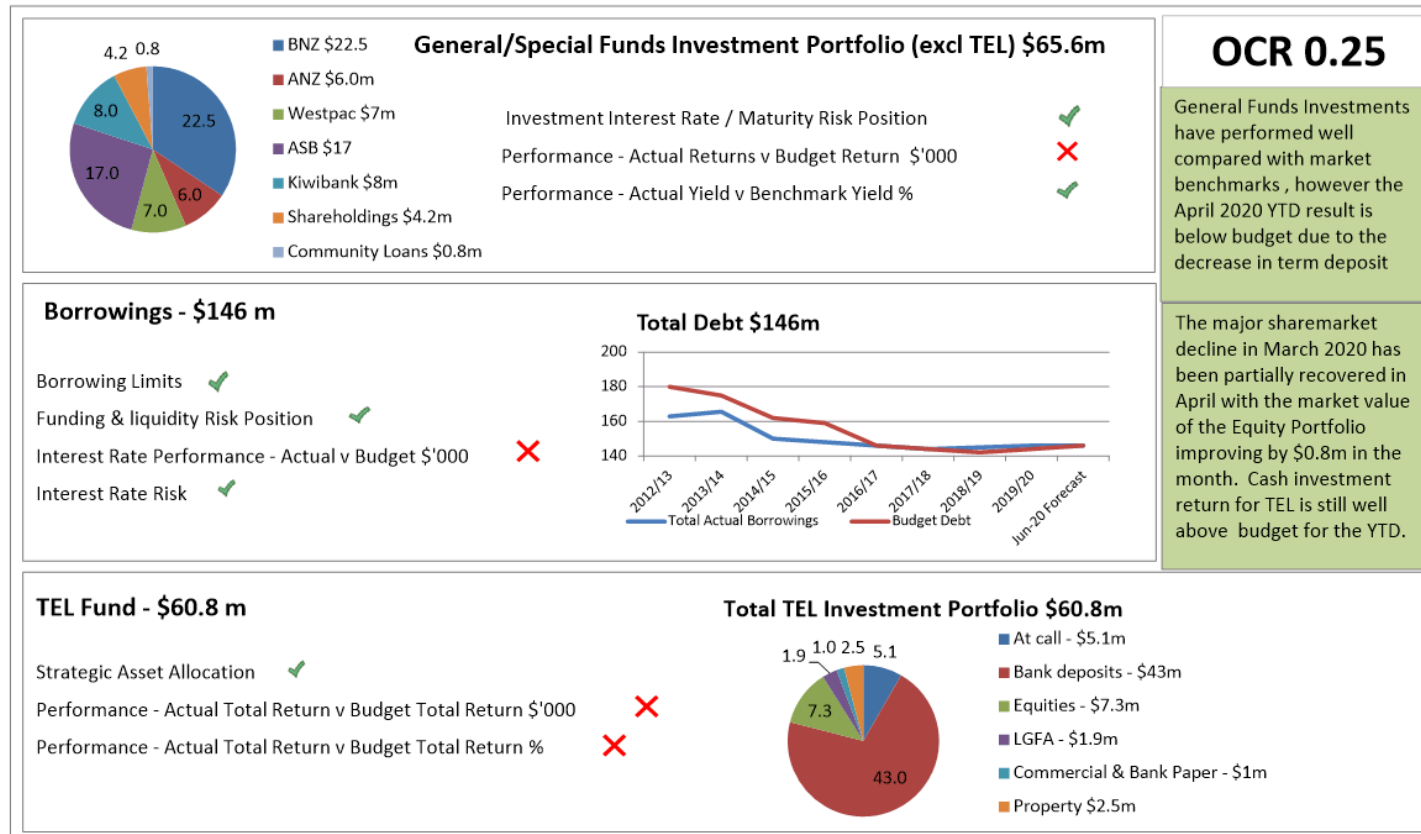 General/Special Funds Investment Portfolio (excl TEL) $65.6m
4.2
0.8
8.0
22.5
17.0
7.0
6.0
BNZ $22.5
ANZ $6.0m
Westpac $7m
ASB $17
Kiwibank $8m
Shareholdings $4.2m
Community Loans $0.8m
Investment Interest Rate / Maturity Risk Position
Performance - Actual Returns v Budget Return $'000
Performance - Actual Yield v Benchmark Yield %
OCR 0.25
General Funds Investments
have performed well
compared with market
benchmarks , however the
April 2020 YTD result is
below budget due to the
decrease in term deposit
Borrowings - $146 m
Borrowing Limits
Funding & liquidity Risk Position
Interest Rate Performance - Actual v Budget $'000
Interest Rate Risk
Total Debt $146m
200
180
160
140
2012/13
2013/14
2014/15
2015/16
2016/17
2017/18
2018/19
2019/20
Jun-20 Forecast
Total Actual Borrowings
Budget Debt
The major sharemarket
decline in March 2020 has
been partially recovered in
April with the market value
of the Equity Portfolio
improving by $0.8m in the
month. Cash investment
return for TEL is still well
above budget for the YTD.
TEL Fund - $60.8 m
Strategic Asset Allocation
Performance - Actual Total Return v Budget Total Return $'000
Performance - Actual Total Return v Budget Total Return %
Total TEL Investment Portfolio $60.8m
1.9
1.0
2.5
5.1
7.3
43.0
At call - $5.1m
Bank deposits - $43m
Equities - $7.3m
LGFA - $1.9m
Commercial & Bank Paper - $1m
Property $2.5m